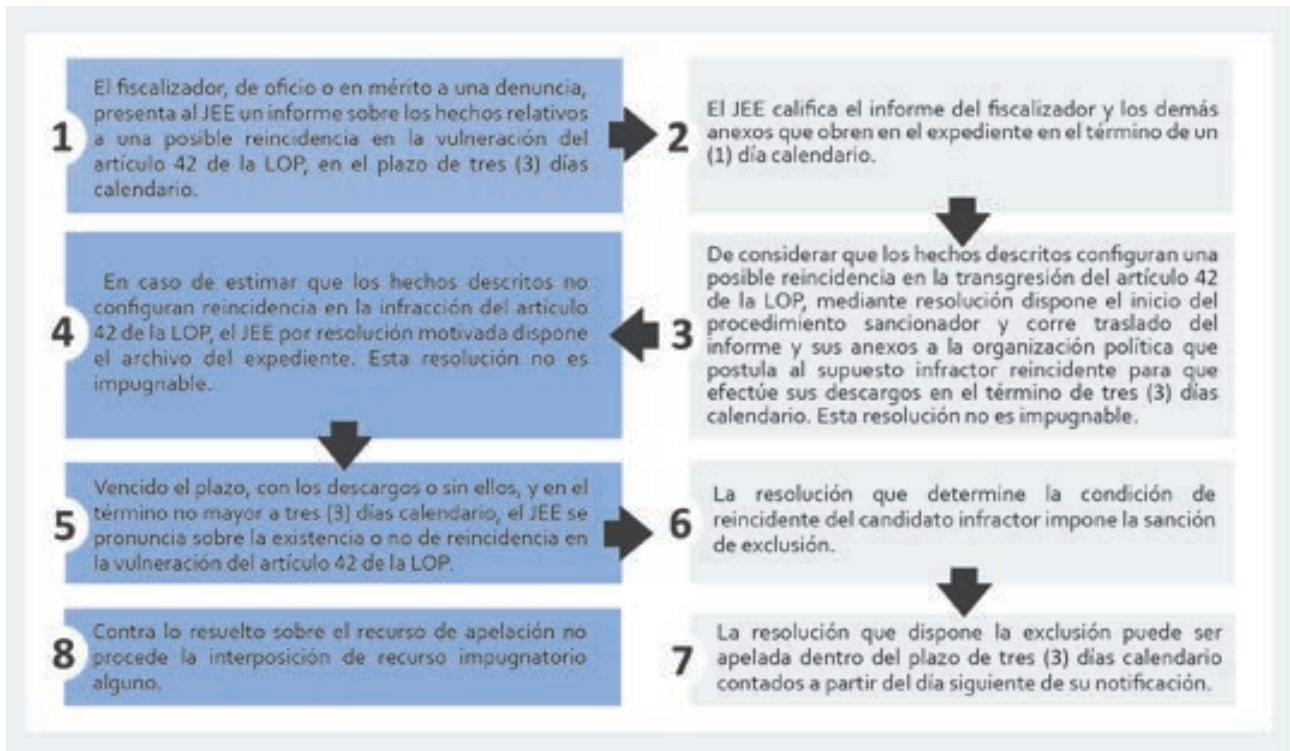 1
El fiscalizador, de oficio o en mérito a una denuncia,
presenta al JEE un informe sobre los hechos relativos
a una posible reincidencia en la vulneración del
artículo 42 de la LOP, en el plazo de tres (3) días
calendario.
2
El JEE califica el informe del fiscalizador y los demás
anexos que obren en el expediente en el término de un
(1) día calendario.
3
De considerar que los hechos descritos configuran una
posible reincidencia en la transgresión del artículo 42
de la LOP, mediante resolución dispone el inicio del
procedimiento sancionador y corre traslado del
informe y sus anexos a la organización política que
postula al supuesto infractor reincidente para que
efectúe sus descargos en el término de tres (3) días
calendario. Esta resolución no es impugnable.
4
En caso de estimar que los hechos descritos no
configuran reincidencia en la infracción del artículo
42 de la LOP, el JEE por resolución motivada dispone
el archivo del expediente. Esta resolución no es
impugnable.
5
Vencido el plazo, con los descargos o sin ellos, y en el
término no mayor a tres (3) días calendario, el JEE se
pronuncia sobre la existencia o no de reincidencia en
la vulneración del artículo 42 de la LOP.
6
La resolución que determine la condición de
reincidente del candidato infractor impone la sanción
de exclusión.
7
La resolución que dispone la exclusión puede ser
apelada dentro del plazo de tres (3) días calendario
contados a partir del día siguiente de su notificación.
8
Contra lo resuelto sobre el recurso de apelación no
procede la interposición de recurso impugnatorio
alguno.